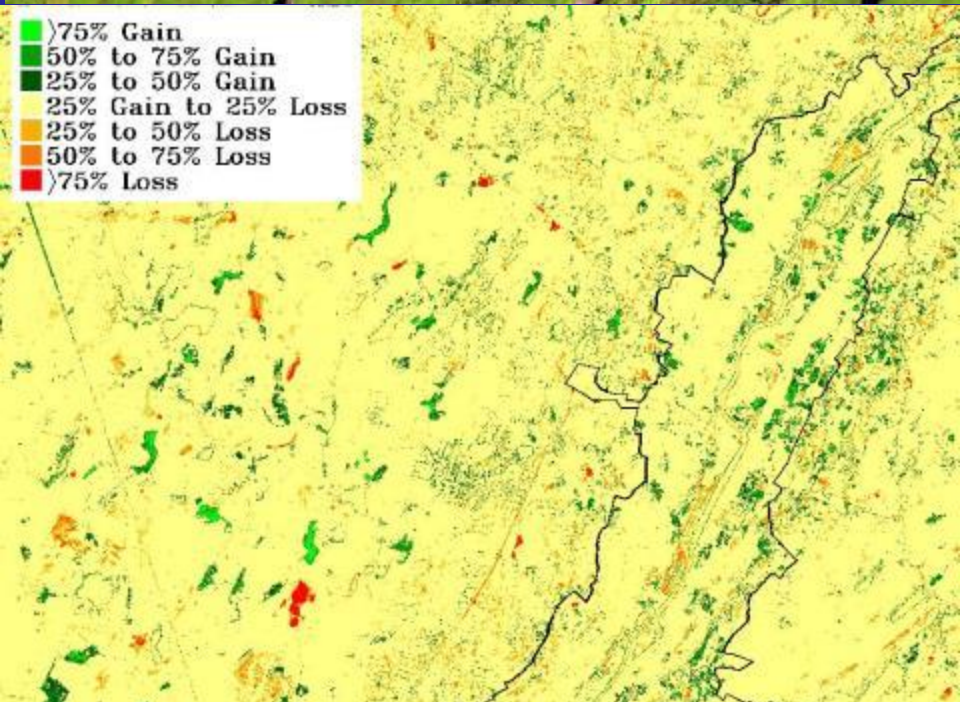 ⟩75% Gain
50% to 75% Gain
25% to 50% Gain
25% Gain to 25% Loss
25% to 50% Loss
50% to 75% Loss
⟩75% Loss